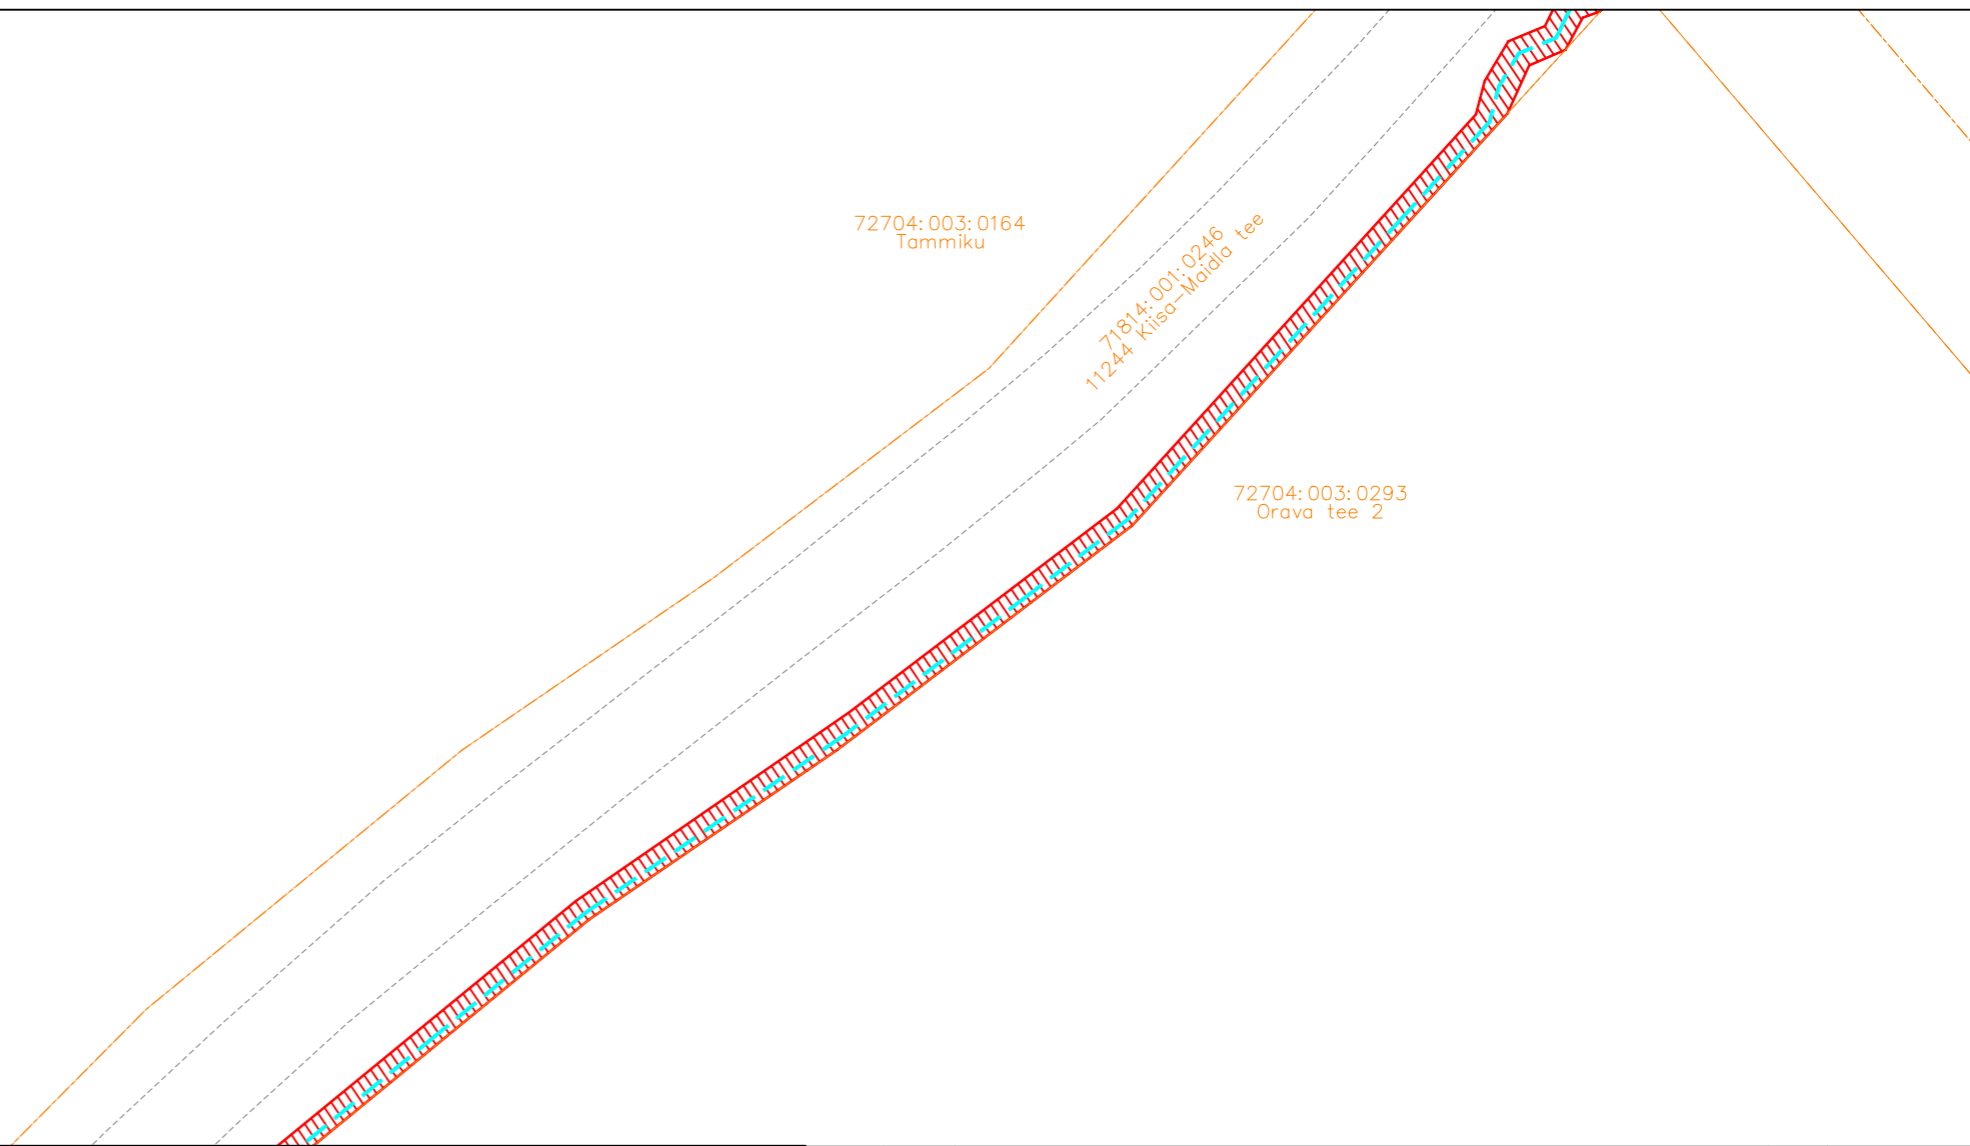 72704:003:0164
Tammiku
71814:001:0246
11244 Kiisa-Maidla tee
72704:003:0293
Orava tee 2